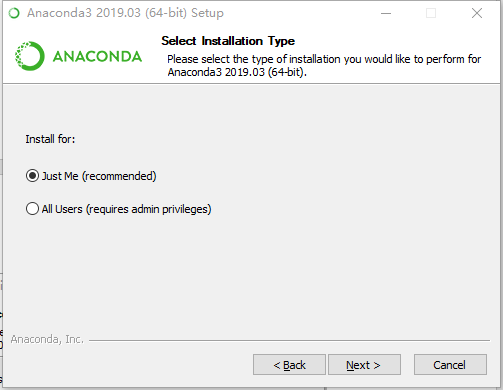 Anaconda3 2019.03 (64-bit) Setup
ANACONDA
Select Installation Type
Please select the type of installation you would like to perform for
Anaconda3 2019.03 (64-bit).
Install for:
Just Me (recommended)
All Users (requires admin privileges)
Anaconda, Inc.
< Back
Next >
Cancel